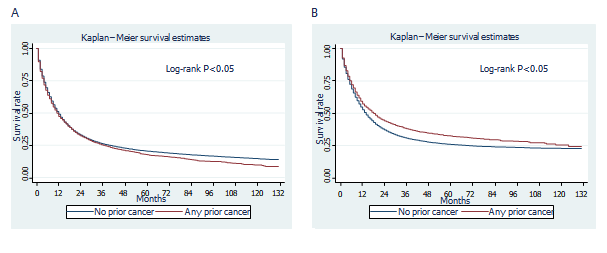 A
Kaplan−Meier survival estimates
Log-rank P<0.05
Survival rate
1.00
0.75
0.50
0.25
0.00
0 12 24 36 48 60 72 84 96 108 120 132
Months
No prior cancer Any prior cancer
B
Kaplan−Meier survival estimates
Log-rank P<0.05
Survival rate
1.00
0.75
0.50
0.25
0.00
0 12 24 36 48 60 72 84 96 108 120 132
Months
No prior cancer Any prior cancer